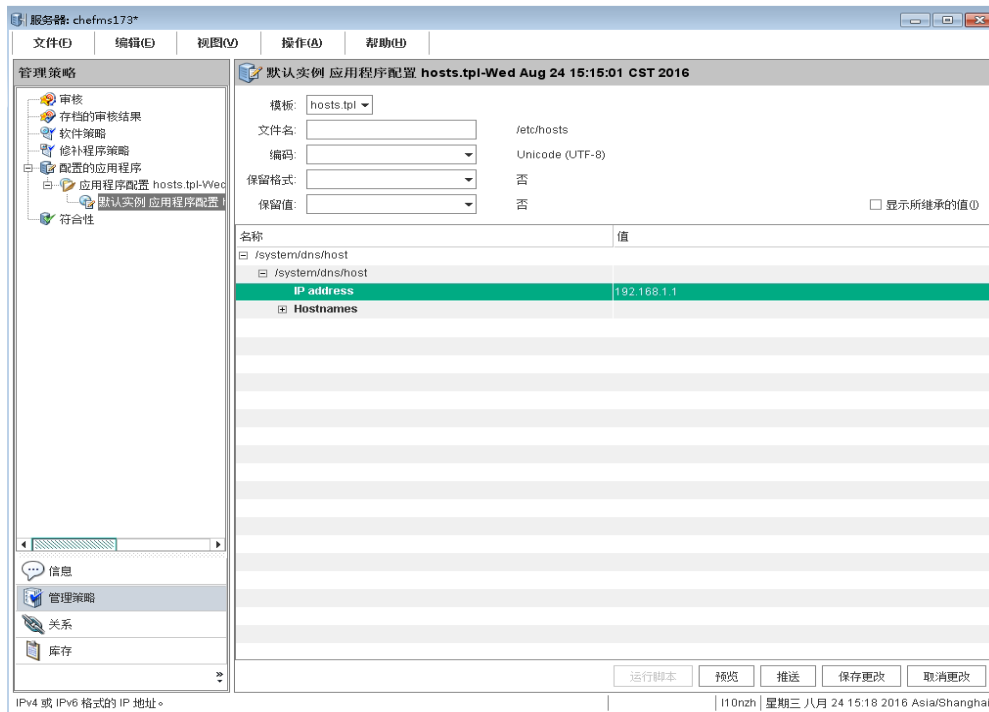 服务器: chefms173*
文件(F) 编辑(E) 视图(V) 操作(A) 帮助(H)
管理策略
审核
存档的审核结果
软件策略
修补程序策略
配置的应用程序
应用程序配置 hosts.tpl-Wed
默认实例 应用程序配置
符合性
信息
管理策略
关系
库存
默认实例 应用程序配置 hosts.tpl-Wed Aug 24 15:15:01 CST 2016
模板: hosts.tpl
文件名: /etc/hosts
编码: Unicode (UTF-8)
保留格式: 否
保留值: 否 显示所继承的值(I)
名称 值
/system/dns/host
/system/dns/host
IP address 192.168.1.1
Hostnames
运行脚本 预览 推送 保存更改 取消更改
IPv4 或 IPv6 格式的 IP 地址。 l10nzh 星期三 八月 24 15:18 2016 Asia/Shanghai